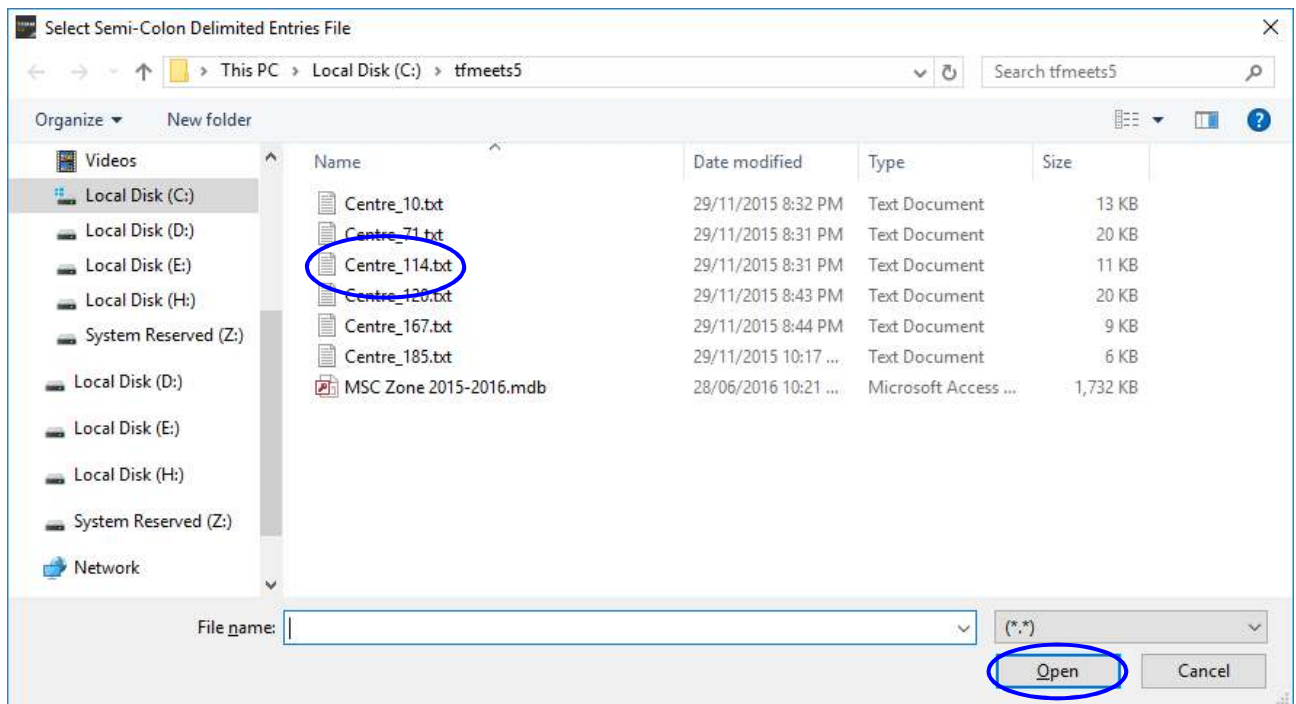 Select Semi-Colon Delimited Entries File
This PC > Local Disk (C:) > tfmeets5
Search tfmeets5
Organize
New folder
Name Date modified Type Size
Videos
Local Disk (C:)
Local Disk (D:)
Local Disk (E:)
Local Disk (H:)
System Reserved (Z:)
Local Disk (D:)
Local Disk (E:)
Local Disk (H:)
System Reserved (Z:)
Network
Centre_10.txt 29/11/2015 8:32 PM Text Document 13 KB
Centre_71.txt 29/11/2015 8:31 PM Text Document 20 KB
Centre_114.txt 29/11/2015 8:31 PM Text Document 11 KB
Centre_120.txt 29/11/2015 8:43 PM Text Document 20 KB
Centre_167.txt 29/11/2015 8:44 PM Text Document 9 KB
Centre_185.txt 29/11/2015 10:17 ... Text Document 6 KB
MSC Zone 2015-2016.mdb 28/06/2016 10:21 ... Microsoft Access ... 1,732 KB
File name:
(*.*)
Open
Cancel